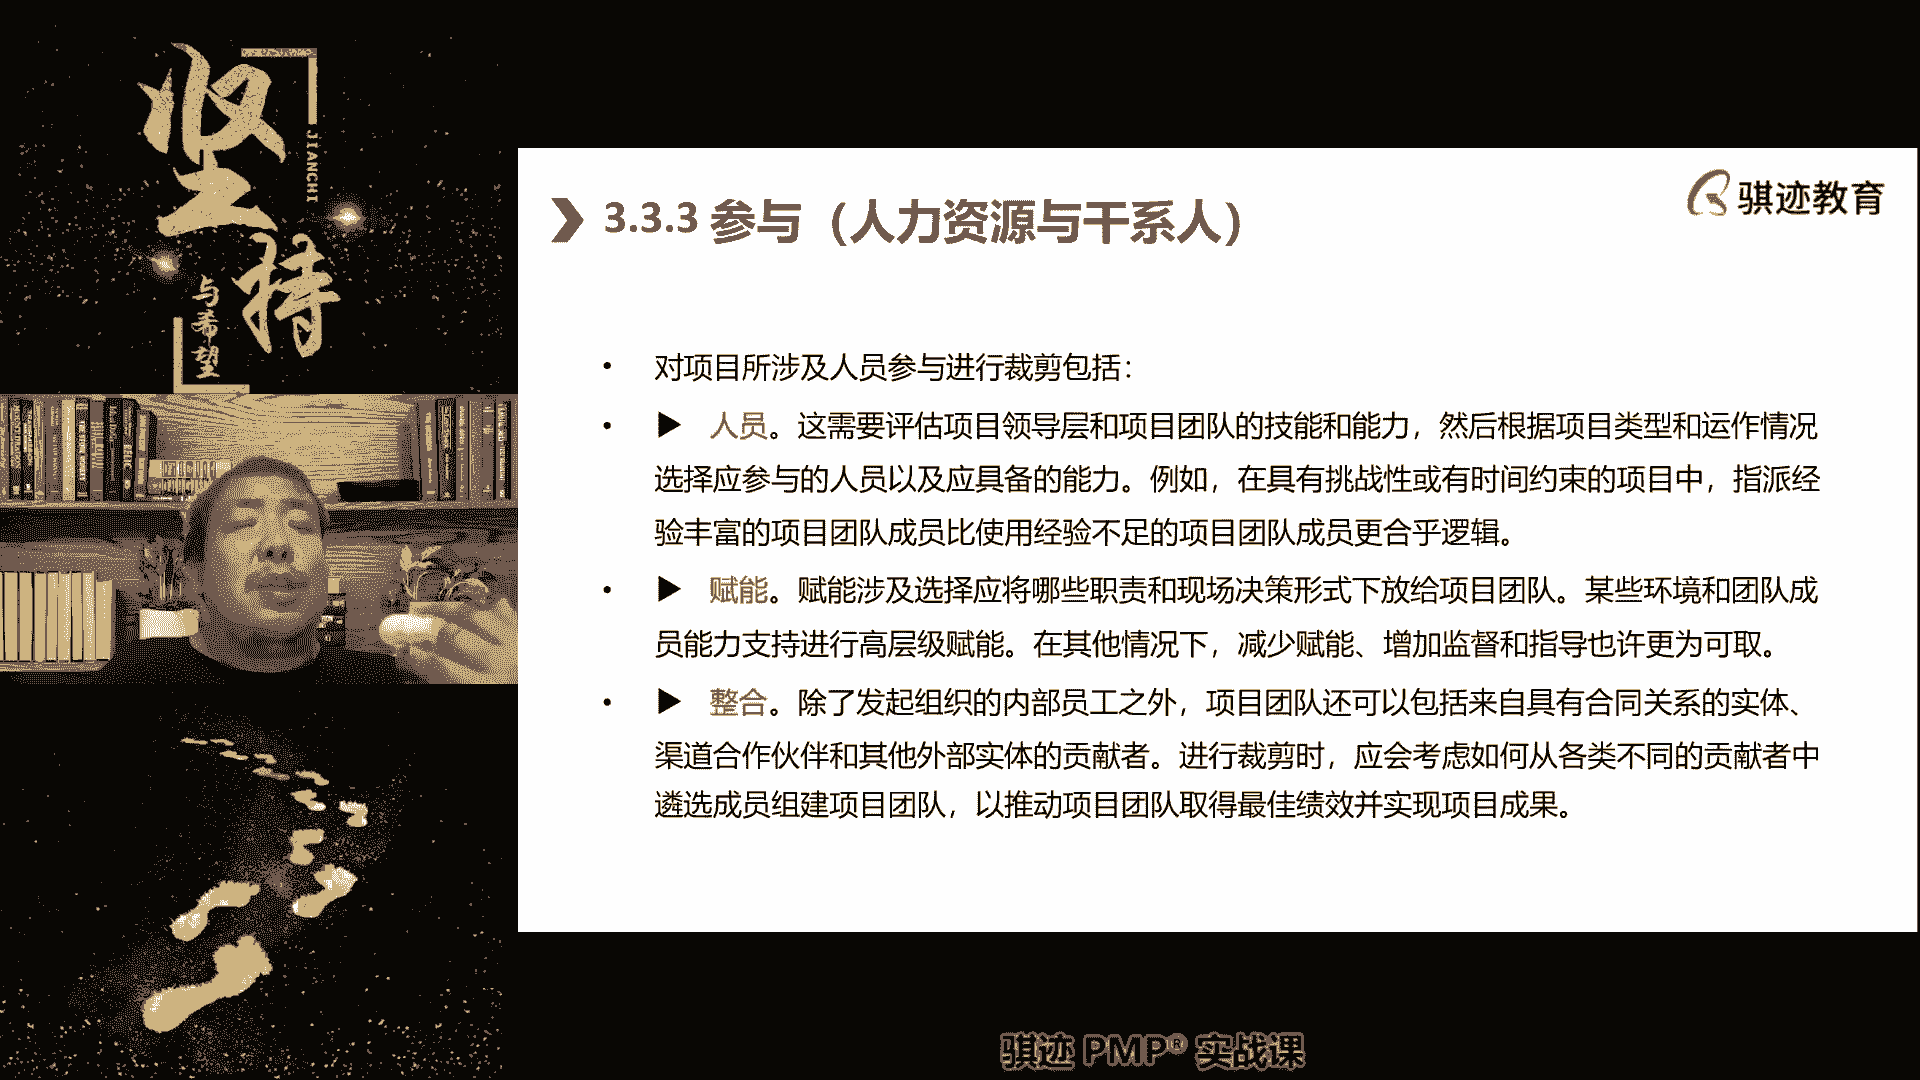 坚持
JIANCHI
与希望
骐迹教育
3.3.3 参与（人力资源与干系人）
• 对项目所涉及人员参与进行裁剪包括：
• ▶ 人员。这需要评估项目领导层和项目团队的技能和能力，然后根据项目类型和运作情况
选择应参与的人员以及应具备的能力。例如，在具有挑战性或有时间约束的项目中，指派经
验丰富的项目团队成员比使用经验不足的项目团队成员更合乎逻辑。
• ▶ 赋能。赋能涉及选择应将哪些职责和现场决策形式下放给项目团队。某些环境和团队成
员能力支持进行高层级赋能。在其他情况下，减少赋能、增加监督和指导也许更为可取。
• ▶ 整合。除了发起组织的内部员工之外，项目团队还可以包括来自具有合同关系的实体、
渠道合作伙伴和其他外部实体的贡献者。进行裁剪时，应会考虑如何从各类不同的贡献者中
遴选成员组建项目团队，以推动项目团队取得最佳绩效并实现项目成果。
骐迹 PMP® 实战课